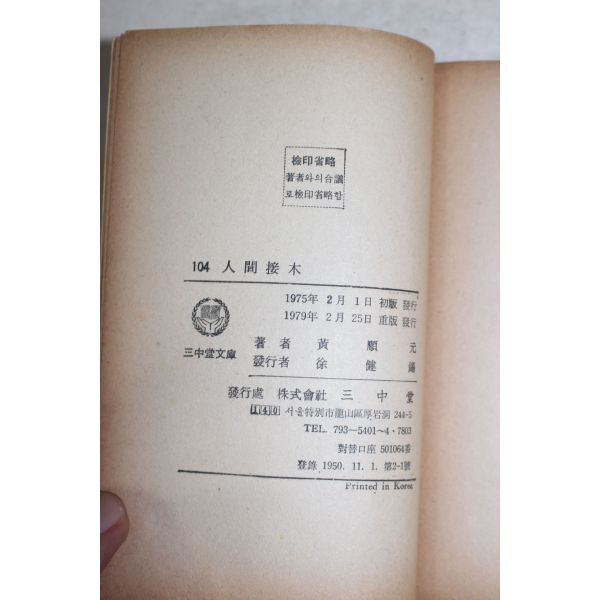 檢印省略
著者와의合議
로檢印省略함
104 人間接木
1975年 2月 1日 初版 發行
1979年 2月 25日 重版 發行
三中堂文庫
著者 黃順元
發行者 徐健錫
發行處 株式會社 三中堂
140 서울特別市龍山區厚岩洞 244-5
TEL. 793-5401~4·7803
對替口座 501064番
登錄 1950. 11. 1. 第2-1號
Printed in Korea